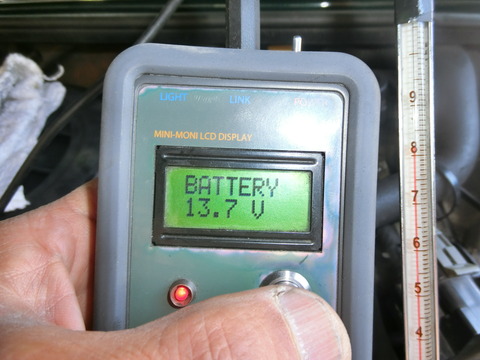 LIGHT
LINK
MINI-MONI LCD DISPLAY
BATTERY
13.7 V
9
8
7
6
5
4